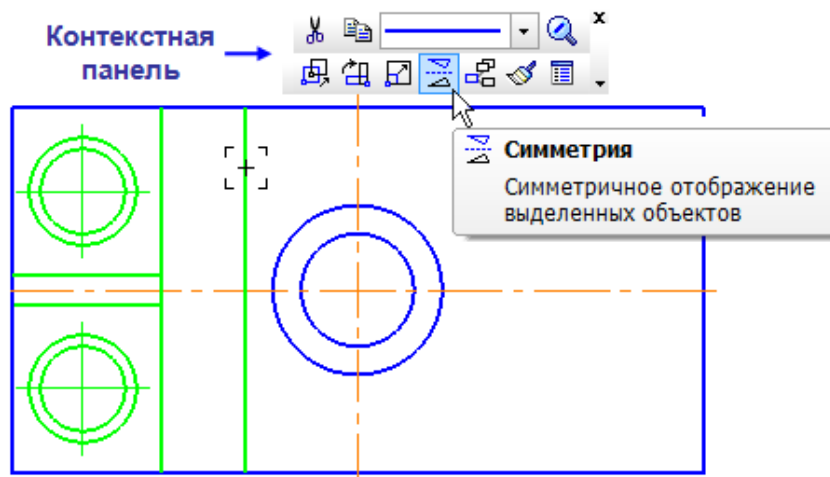 Контекстная
панель
x
Симметрия
Симметричное отображение
выделенных объектов